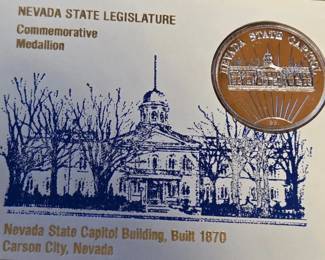 NEVADA STATE LEGISLATURE
Commemorative
Medallion
NEVADA STATE CAPITOL
Nevada State Capitol Building, Built 1870
Carson City, Nevada